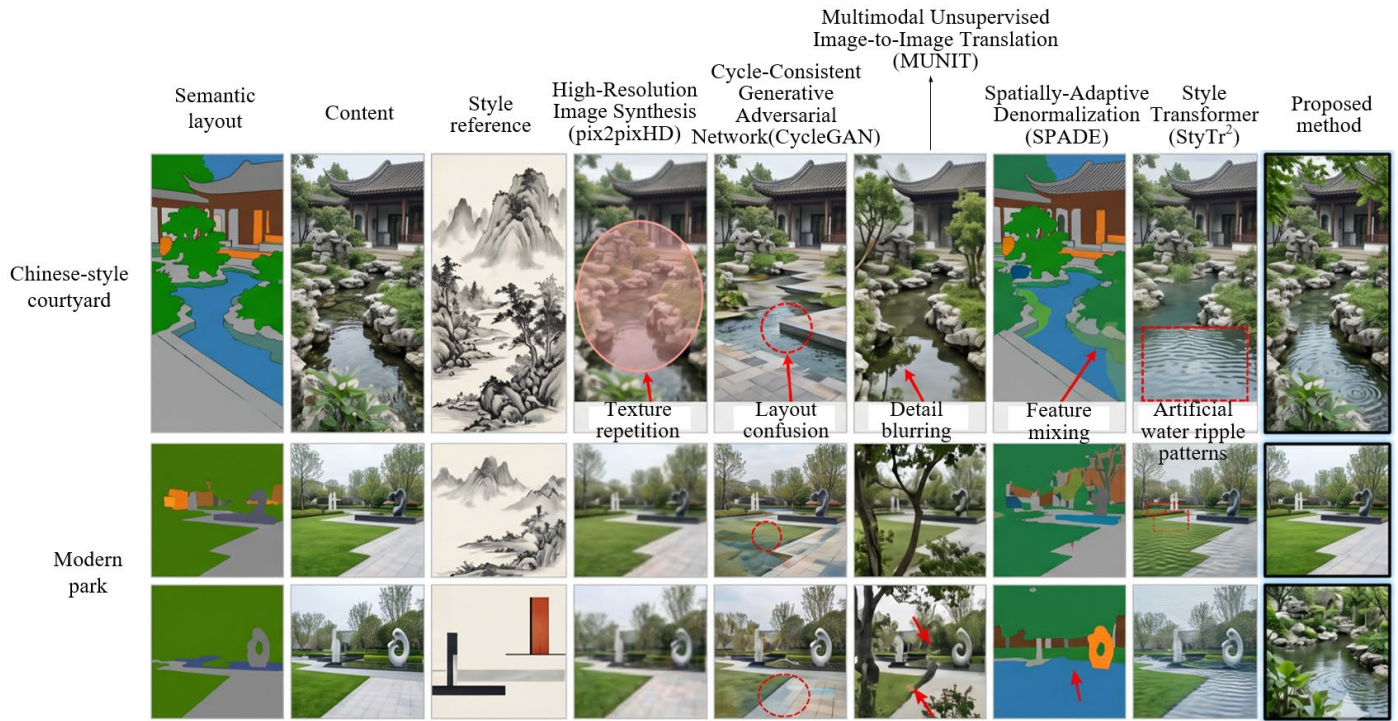 Multimodal Unsupervised
Image-to-Image Translation
(MUNIT)
Semantic
layout
Content
Style
reference
High-Resolution
Image Synthesis
(pix2pixHD)
Cycle-Consistent
Generative
Adversarial
Network(CycleGAN)
Spatially-Adaptive
Denormalization
(SPADE)
Style
Transformer
(StyTr²)
Proposed
method
Chinese-style
courtyard
Texture
repetition
Layout
confusion
Detail
blurring
Feature
mixing
Artificial
water ripple
patterns
Modern
park